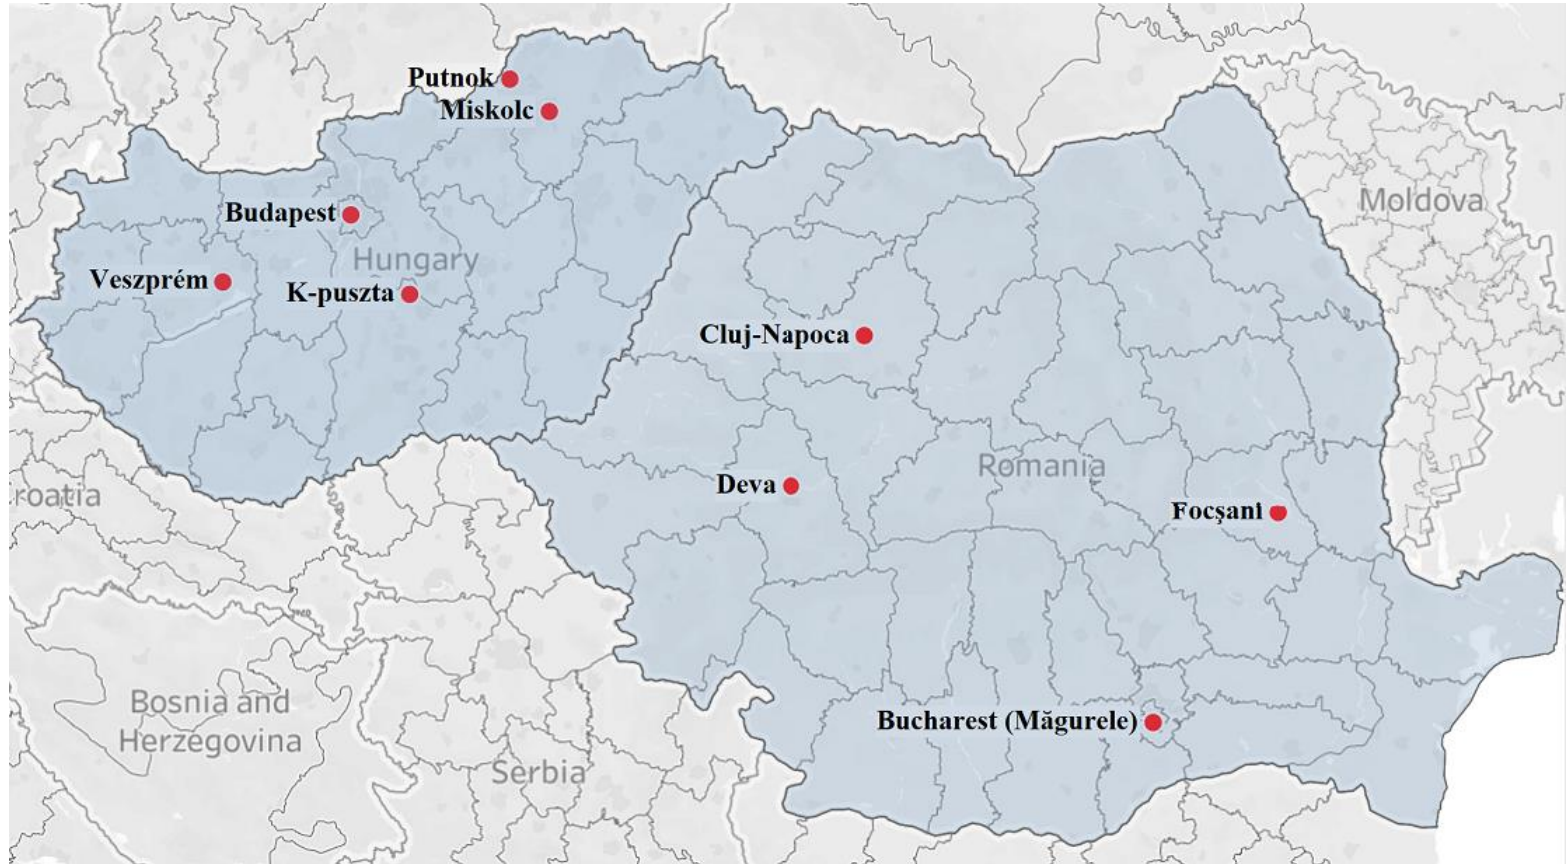 Putnok
Miskolc
Moldova
Budapest
Hungary
Veszprém
K-puszta
Cluj-Napoca
Romania
Deva
roatia
Focşani
Bosnia and
Herzegovina
Bucharest (Măgurele)
Serbia